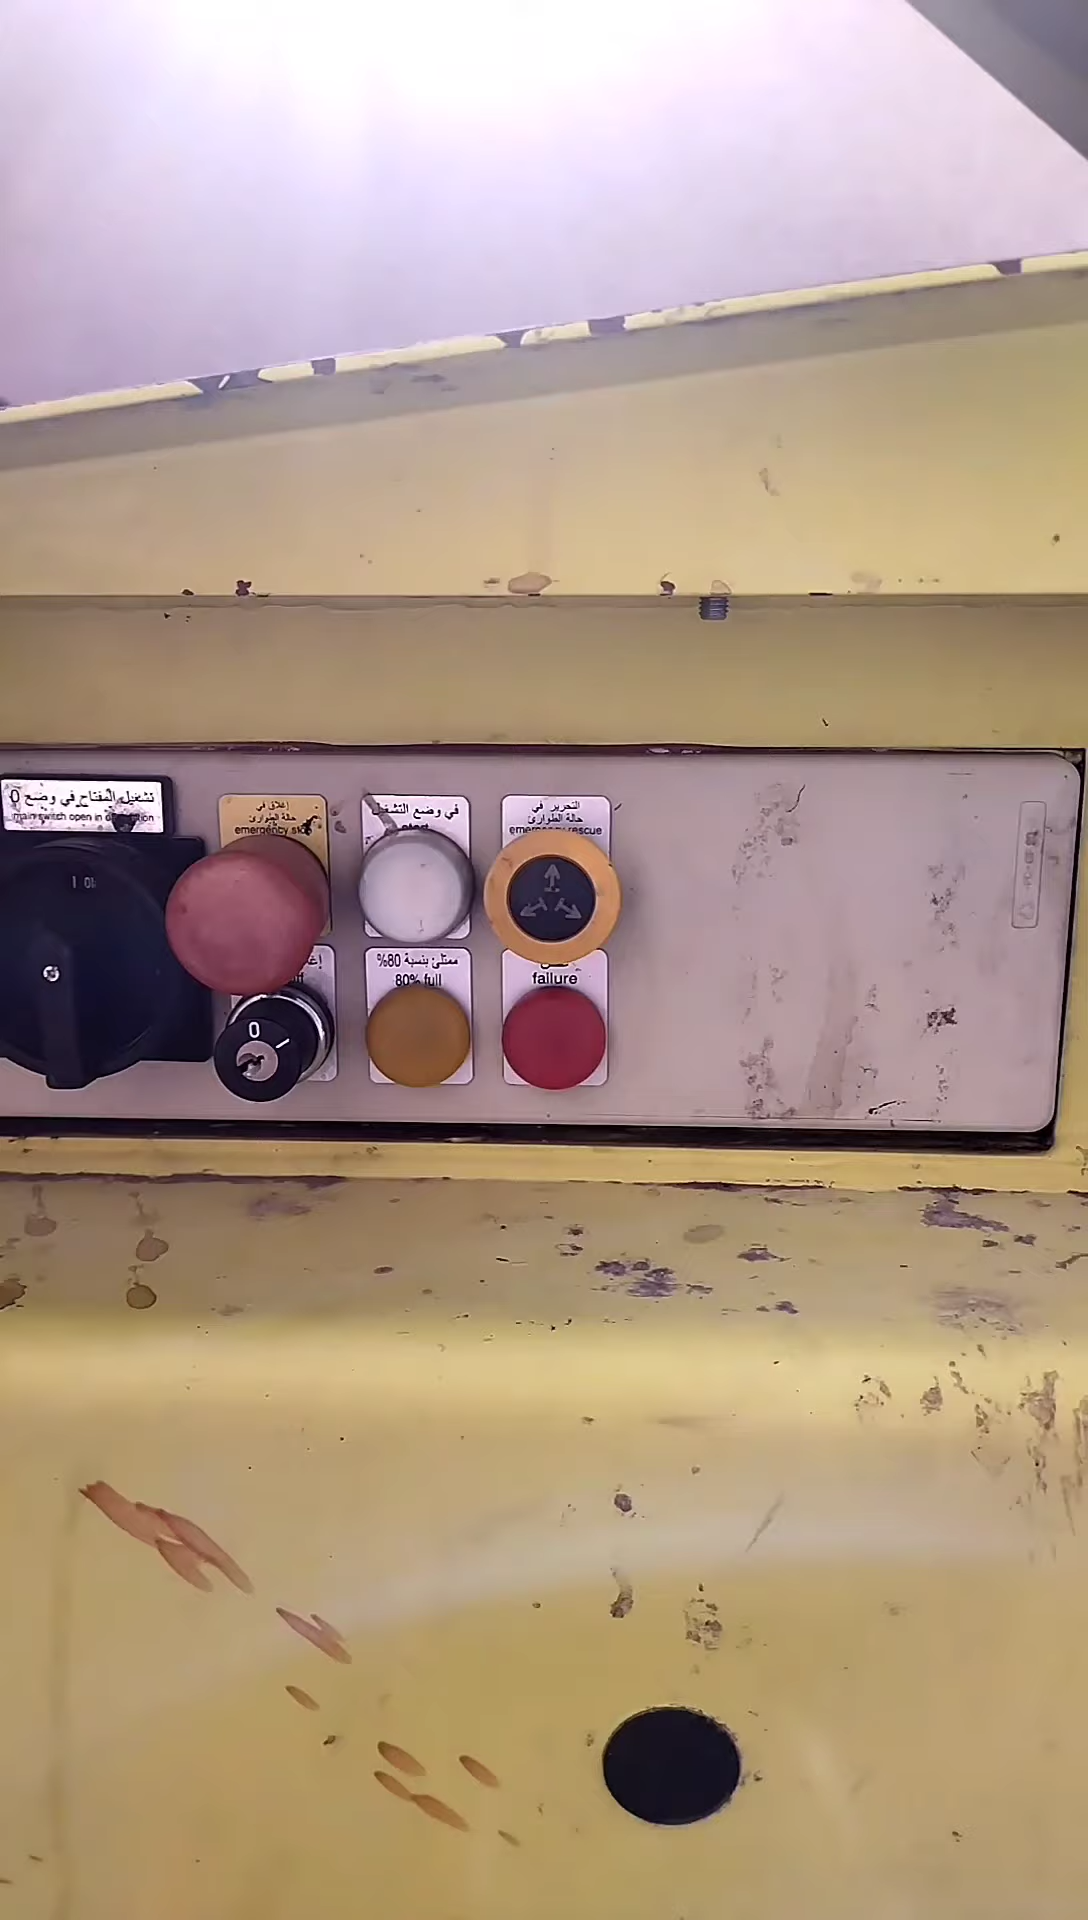 تشغيل المفتاح في وضع 0
main switch open in
1 0
إغلاق في
حالة الطوارئ
emergency
في وضع التشغيل
start
التحرير في
حالة الطوارئ
emergency rescue
0
ممتلئ بنسبة 80%
80% full
failure